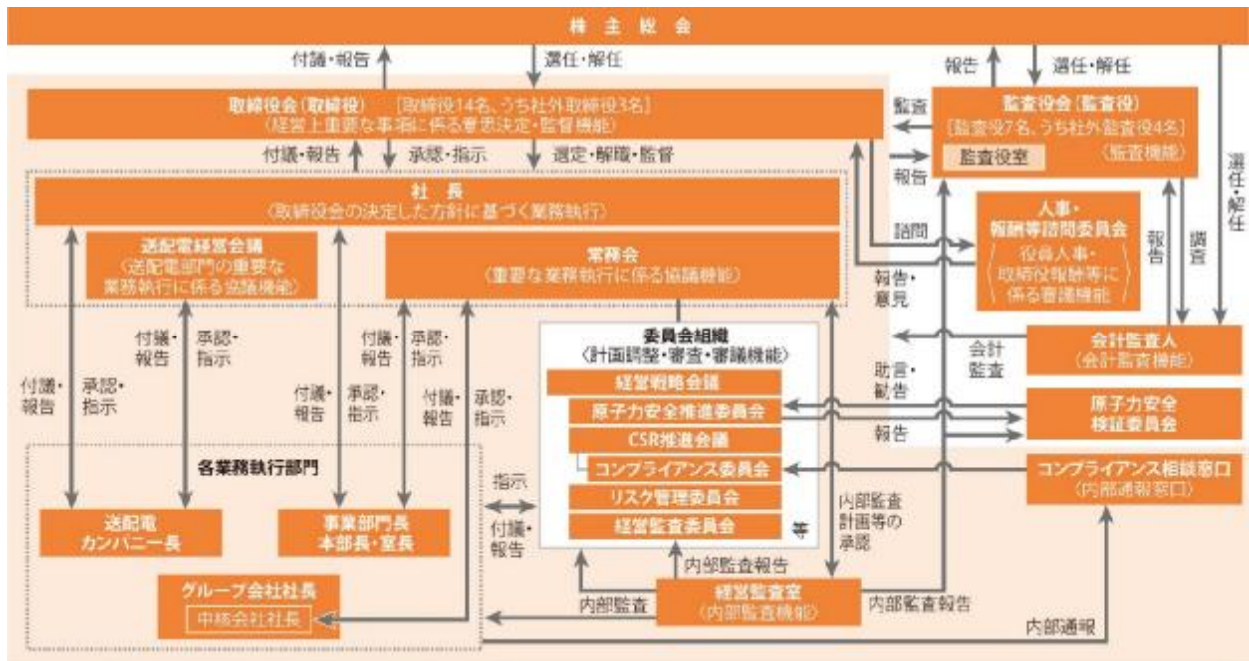 株主総会
付議・報告
選任・解任
報告
選任・解任
取締役会（取締役）　[取締役14名、うち社外取締役3名]
〈経営上重要な事項に係る意思決定・監督機能〉
監査
監査役会（監査役）
[監査役7名、うち社外監査役4名]
〈監査機能〉
監査役室
報告
選任・解任
付議・報告
承認・指示
選定・解職・監督
社長
〈取締役会の決定した方針に基づく業務執行〉
送配電経営会議
〈送配電部門の重要な
業務執行に係る協議機能〉
常務会
〈重要な業務執行に係る協議機能〉
諮問
報告・
意見
人事・
報酬等諮問委員会
役員人事・
取締役報酬等に
係る審議機能
報告
調査
付議・
報告
承認・
指示
付議・
報告
承認・
指示
付議・
報告
承認・
指示
付議・
報告
承認・
指示
付議・
報告
承認・
指示
委員会組織
〈計画調整・審査・審議機能〉
経営戦略会議
原子力安全推進委員会
CSR推進会議
コンプライアンス委員会
リスク管理委員会
経営監査委員会
等
会計
監査
会計監査人
〈会計監査機能〉
助言・
勧告
報告
原子力安全
検証委員会
コンプライアンス相談窓口
〈内部通報窓口〉
各業務執行部門
送配電
カンパニー長
事業部門長
本部長・室長
グループ会社社長
中核会社社長
指示
付議・
報告
内部監査
計画等の
承認
内部監査報告
内部監査
経営監査室
〈内部監査機能〉
内部監査報告
内部通報